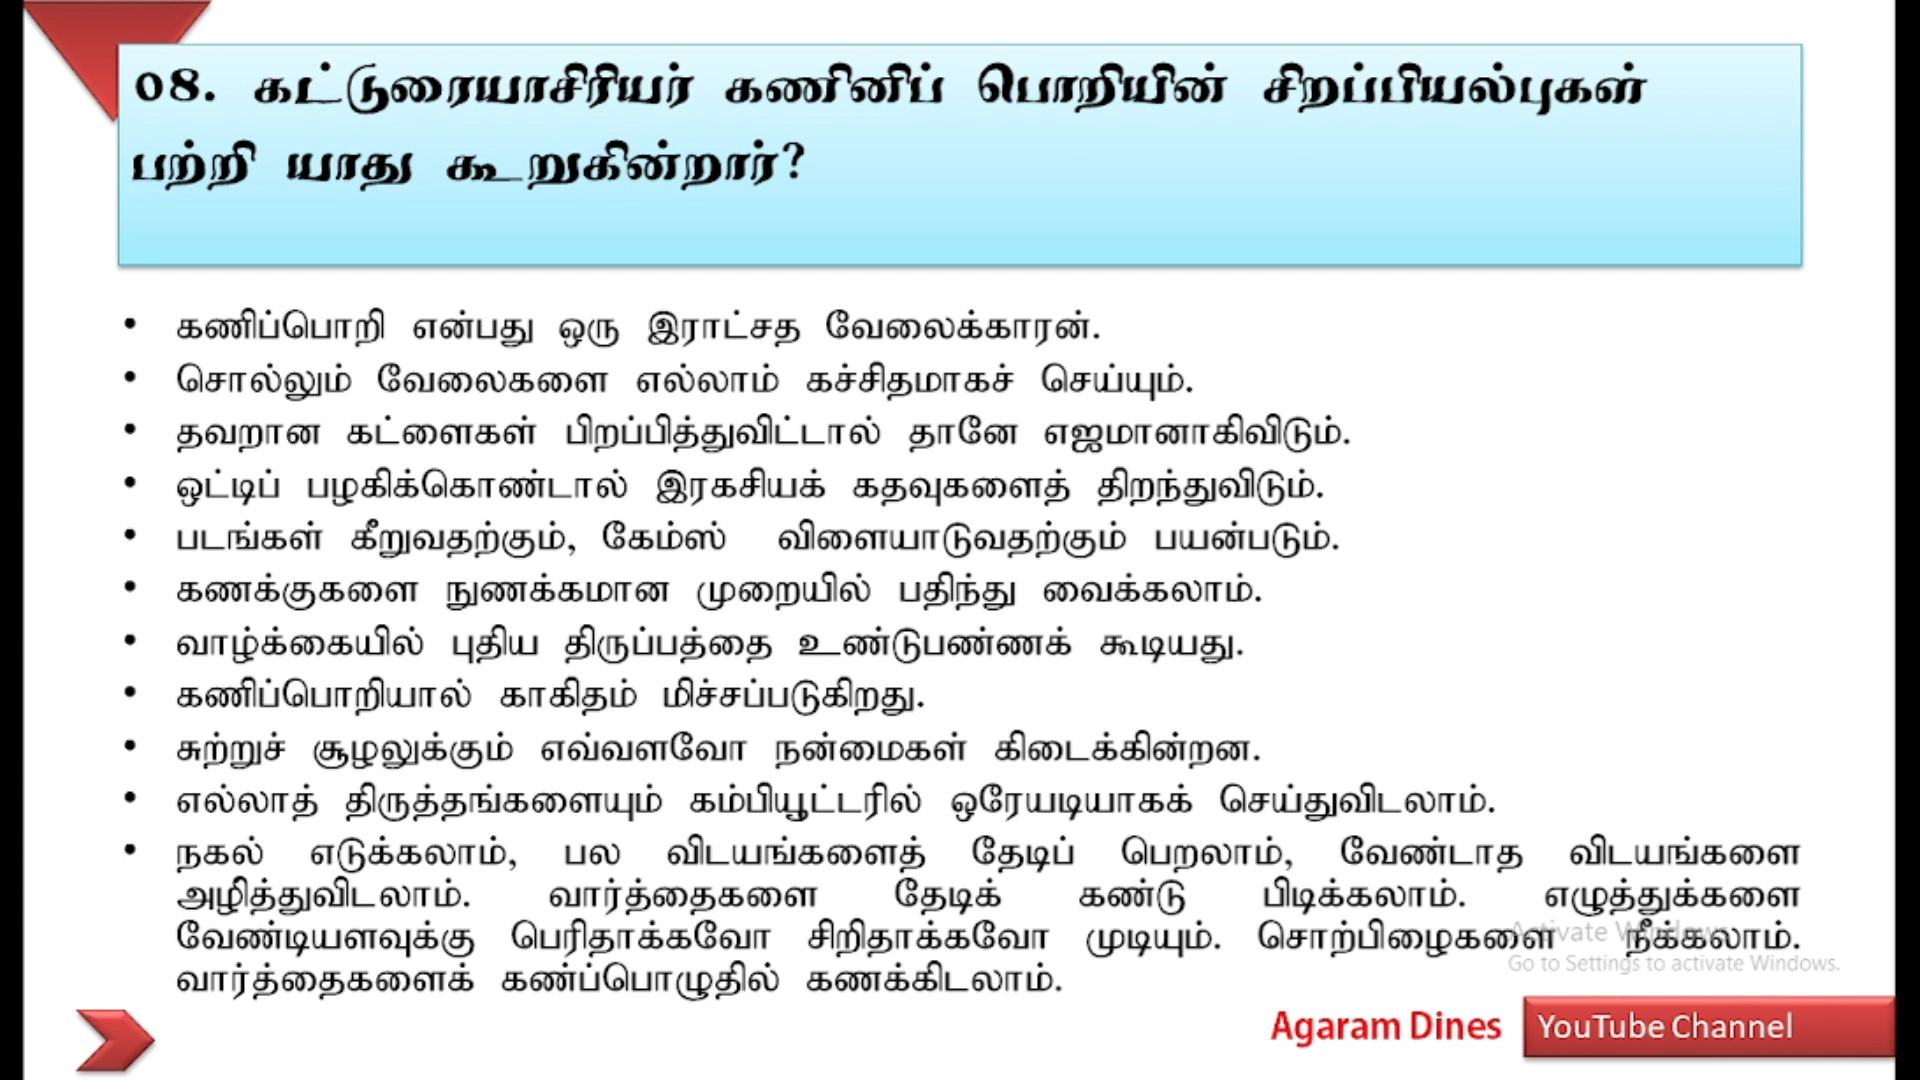 08. கட்டுரையாசிரியர் கணினிப் பொறியின் சிறப்பியல்புகள்
பற்றி யாது கூறுகின்றார்?
• கணிப்பொறி என்பது ஒரு இராட்சத வேலைக்காரன்.
• சொல்லும் வேலைகளை எல்லாம் கச்சிதமாகச் செய்யும்.
• தவறான கட்ளைகள் பிறப்பித்துவிட்டால் தானே எஜமானாகிவிடும்.
• ஒட்டிப் பழகிக்கொண்டால் இரகசியக் கதவுகளைத் திறந்துவிடும்.
• படங்கள் கீறுவதற்கும், கேம்ஸ் விளையாடுவதற்கும் பயன்படும்.
• கணக்குகளை நுணக்கமான முறையில் பதிந்து வைக்கலாம்.
• வாழ்க்கையில் புதிய திருப்பத்தை உண்டுபண்ணக் கூடியது.
• கணிப்பொறியால் காகிதம் மிச்சப்படுகிறது.
• சுற்றுச் சூழலுக்கும் எவ்வளவோ நன்மைகள் கிடைக்கின்றன.
• எல்லாத் திருத்தங்களையும் கம்பியூட்டரில் ஒரேயடியாகக் செய்துவிடலாம்.
• நகல் எடுக்கலாம், பல விடயங்களைத் தேடிப் பெறலாம், வேண்டாத விடயங்களை
அழித்துவிடலாம். வார்த்தைகளை தேடிக் கண்டு பிடிக்கலாம். எழுத்துக்களை
வேண்டியளவுக்கு பெரிதாக்கவோ சிறிதாக்கவோ முடியும். சொற்பிழைகளை நீக்கலாம்.
வார்த்தைகளைக் கண்ப்பொழுதில் கணக்கிடலாம்.
Activate Windows
Go to Settings to activate Windows.
Agaram Dines YouTube Channel